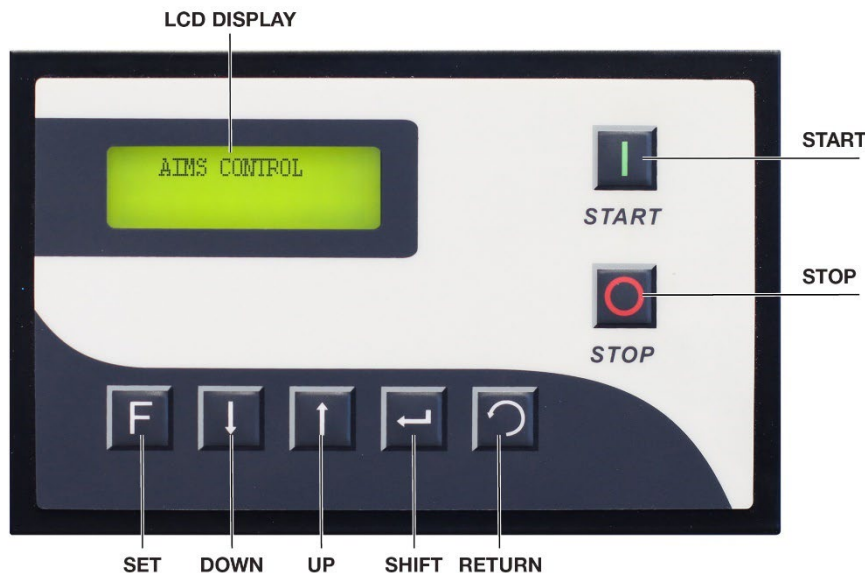 LCD DISPLAY
AIMS CONTROL
START
START
STOP
STOP
F
SET
DOWN
UP
SHIFT
RETURN